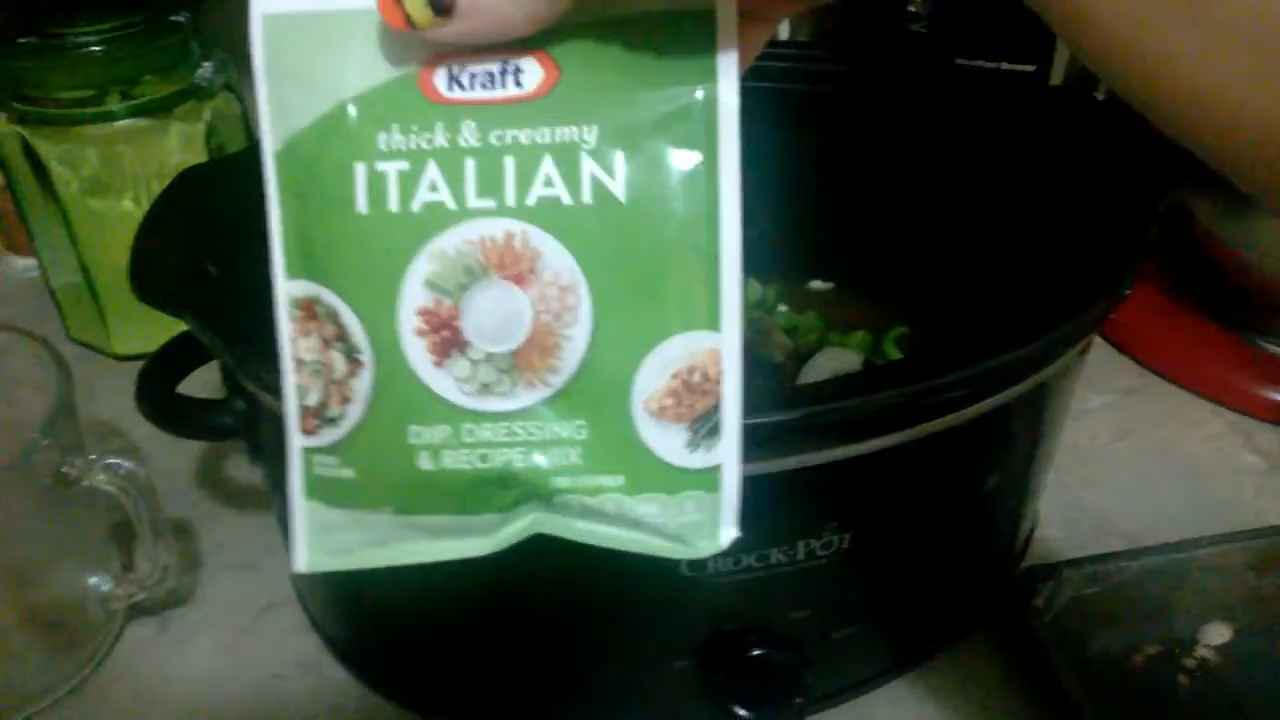 Kraft
thick & creamy
ITALIAN
DIP, DRESSING
& RECIPE MIX
CROCK-POT